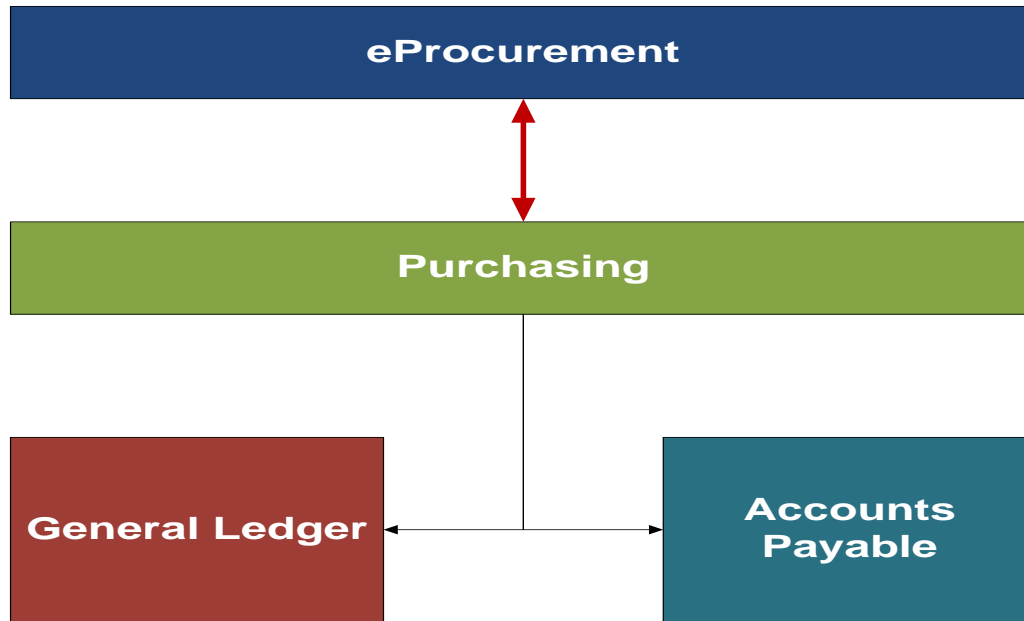 eProcurement
Purchasing
General Ledger
Accounts
Payable